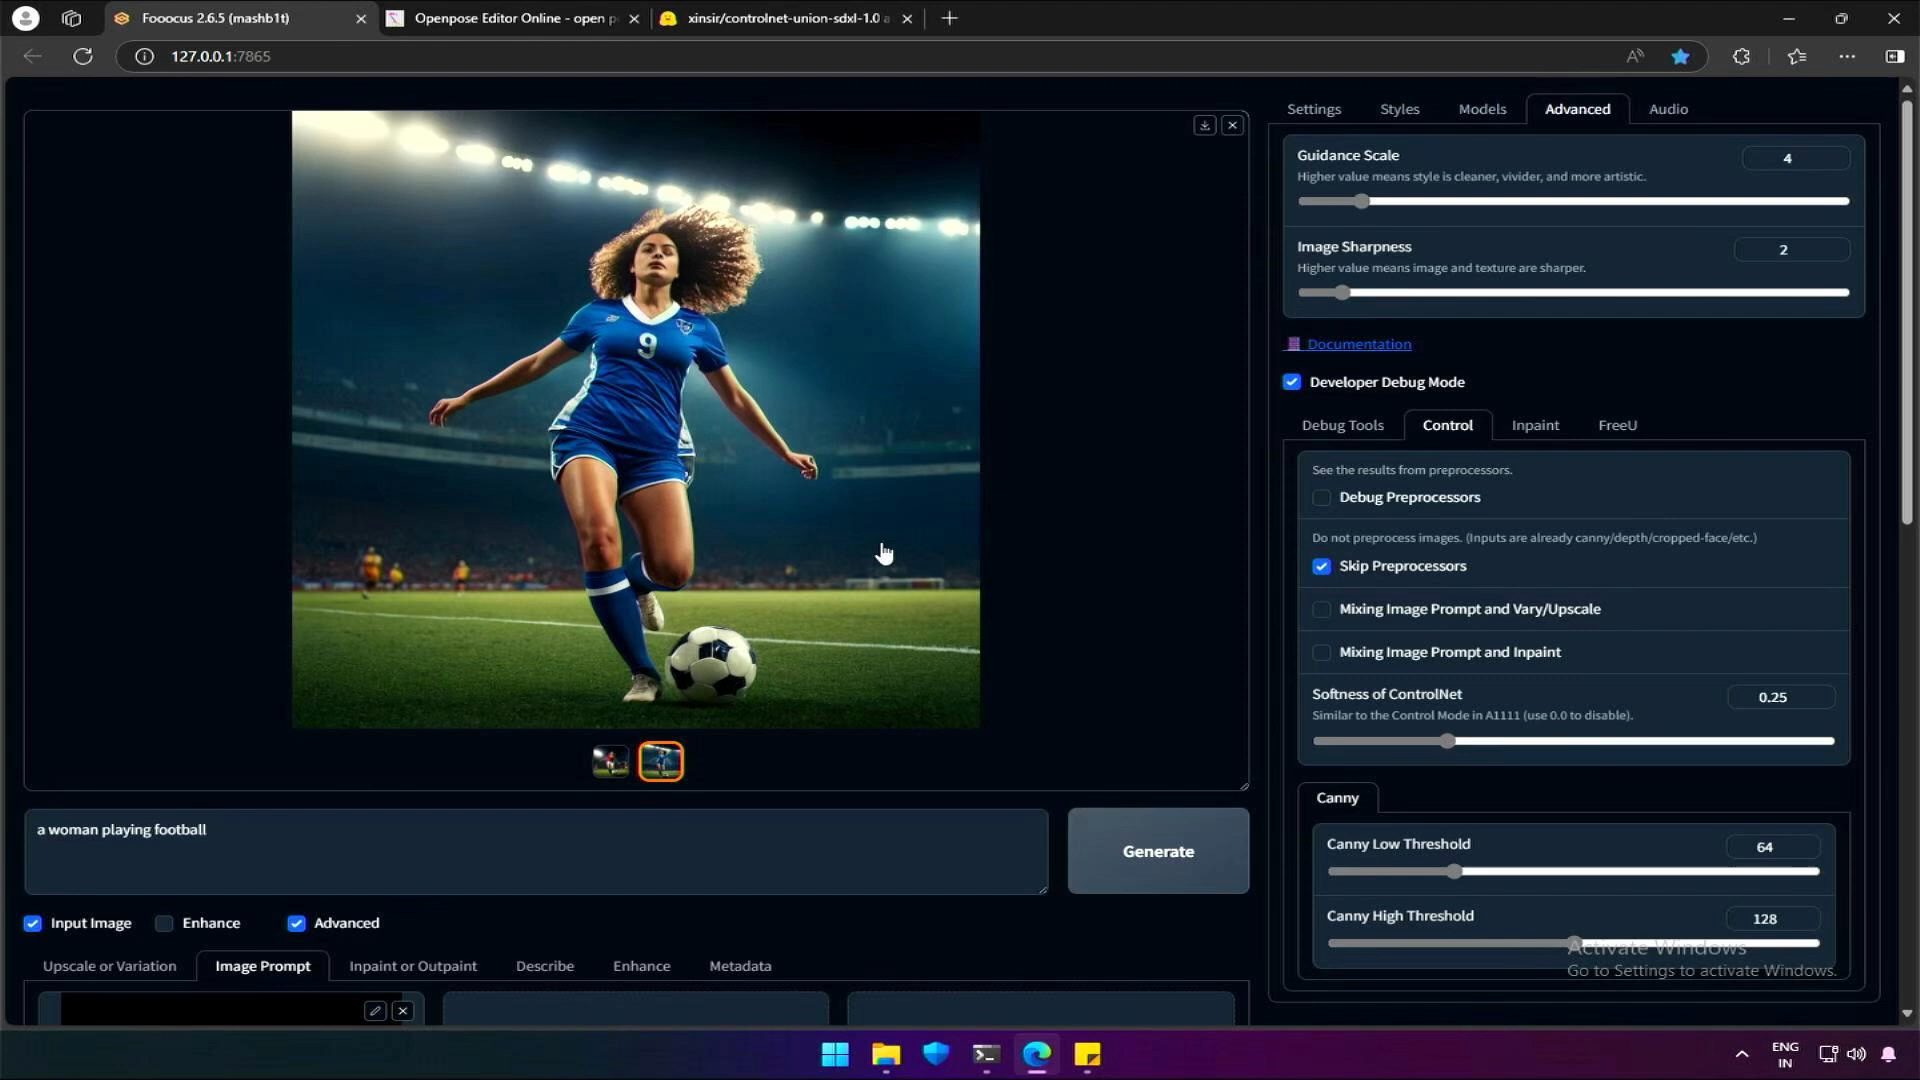 Fooocus 2.6.5 (mashb1t)
Openpose Editor Online - open p
xinsir/controlnet-union-sdxl-1.0 a
127.0.0.1:7865
Settings
Styles
Models
Advanced
Audio
Guidance Scale
4
Higher value means style is cleaner, vivider, and more artistic.
Image Sharpness
2
Higher value means image and texture are sharper.
Documentation
Developer Debug Mode
Debug Tools
Control
Inpaint
FreeU
See the results from preprocessors.
Debug Preprocessors
Do not preprocess images. (Inputs are already canny/depth/cropped-face/etc.)
Skip Preprocessors
Mixing Image Prompt and Vary/Upscale
Mixing Image Prompt and Inpaint
Softness of ControlNet
0.25
Similar to the Control Mode in A1111 (use 0.0 to disable).
Canny
Canny Low Threshold
64
Canny High Threshold
128
Activate Windows
Go to Settings to activate Windows.
9
a woman playing football
Generate
Input Image
Enhance
Advanced
Upscale or Variation
Image Prompt
Inpaint or Outpaint
Describe
Enhance
Metadata
ENG
IN